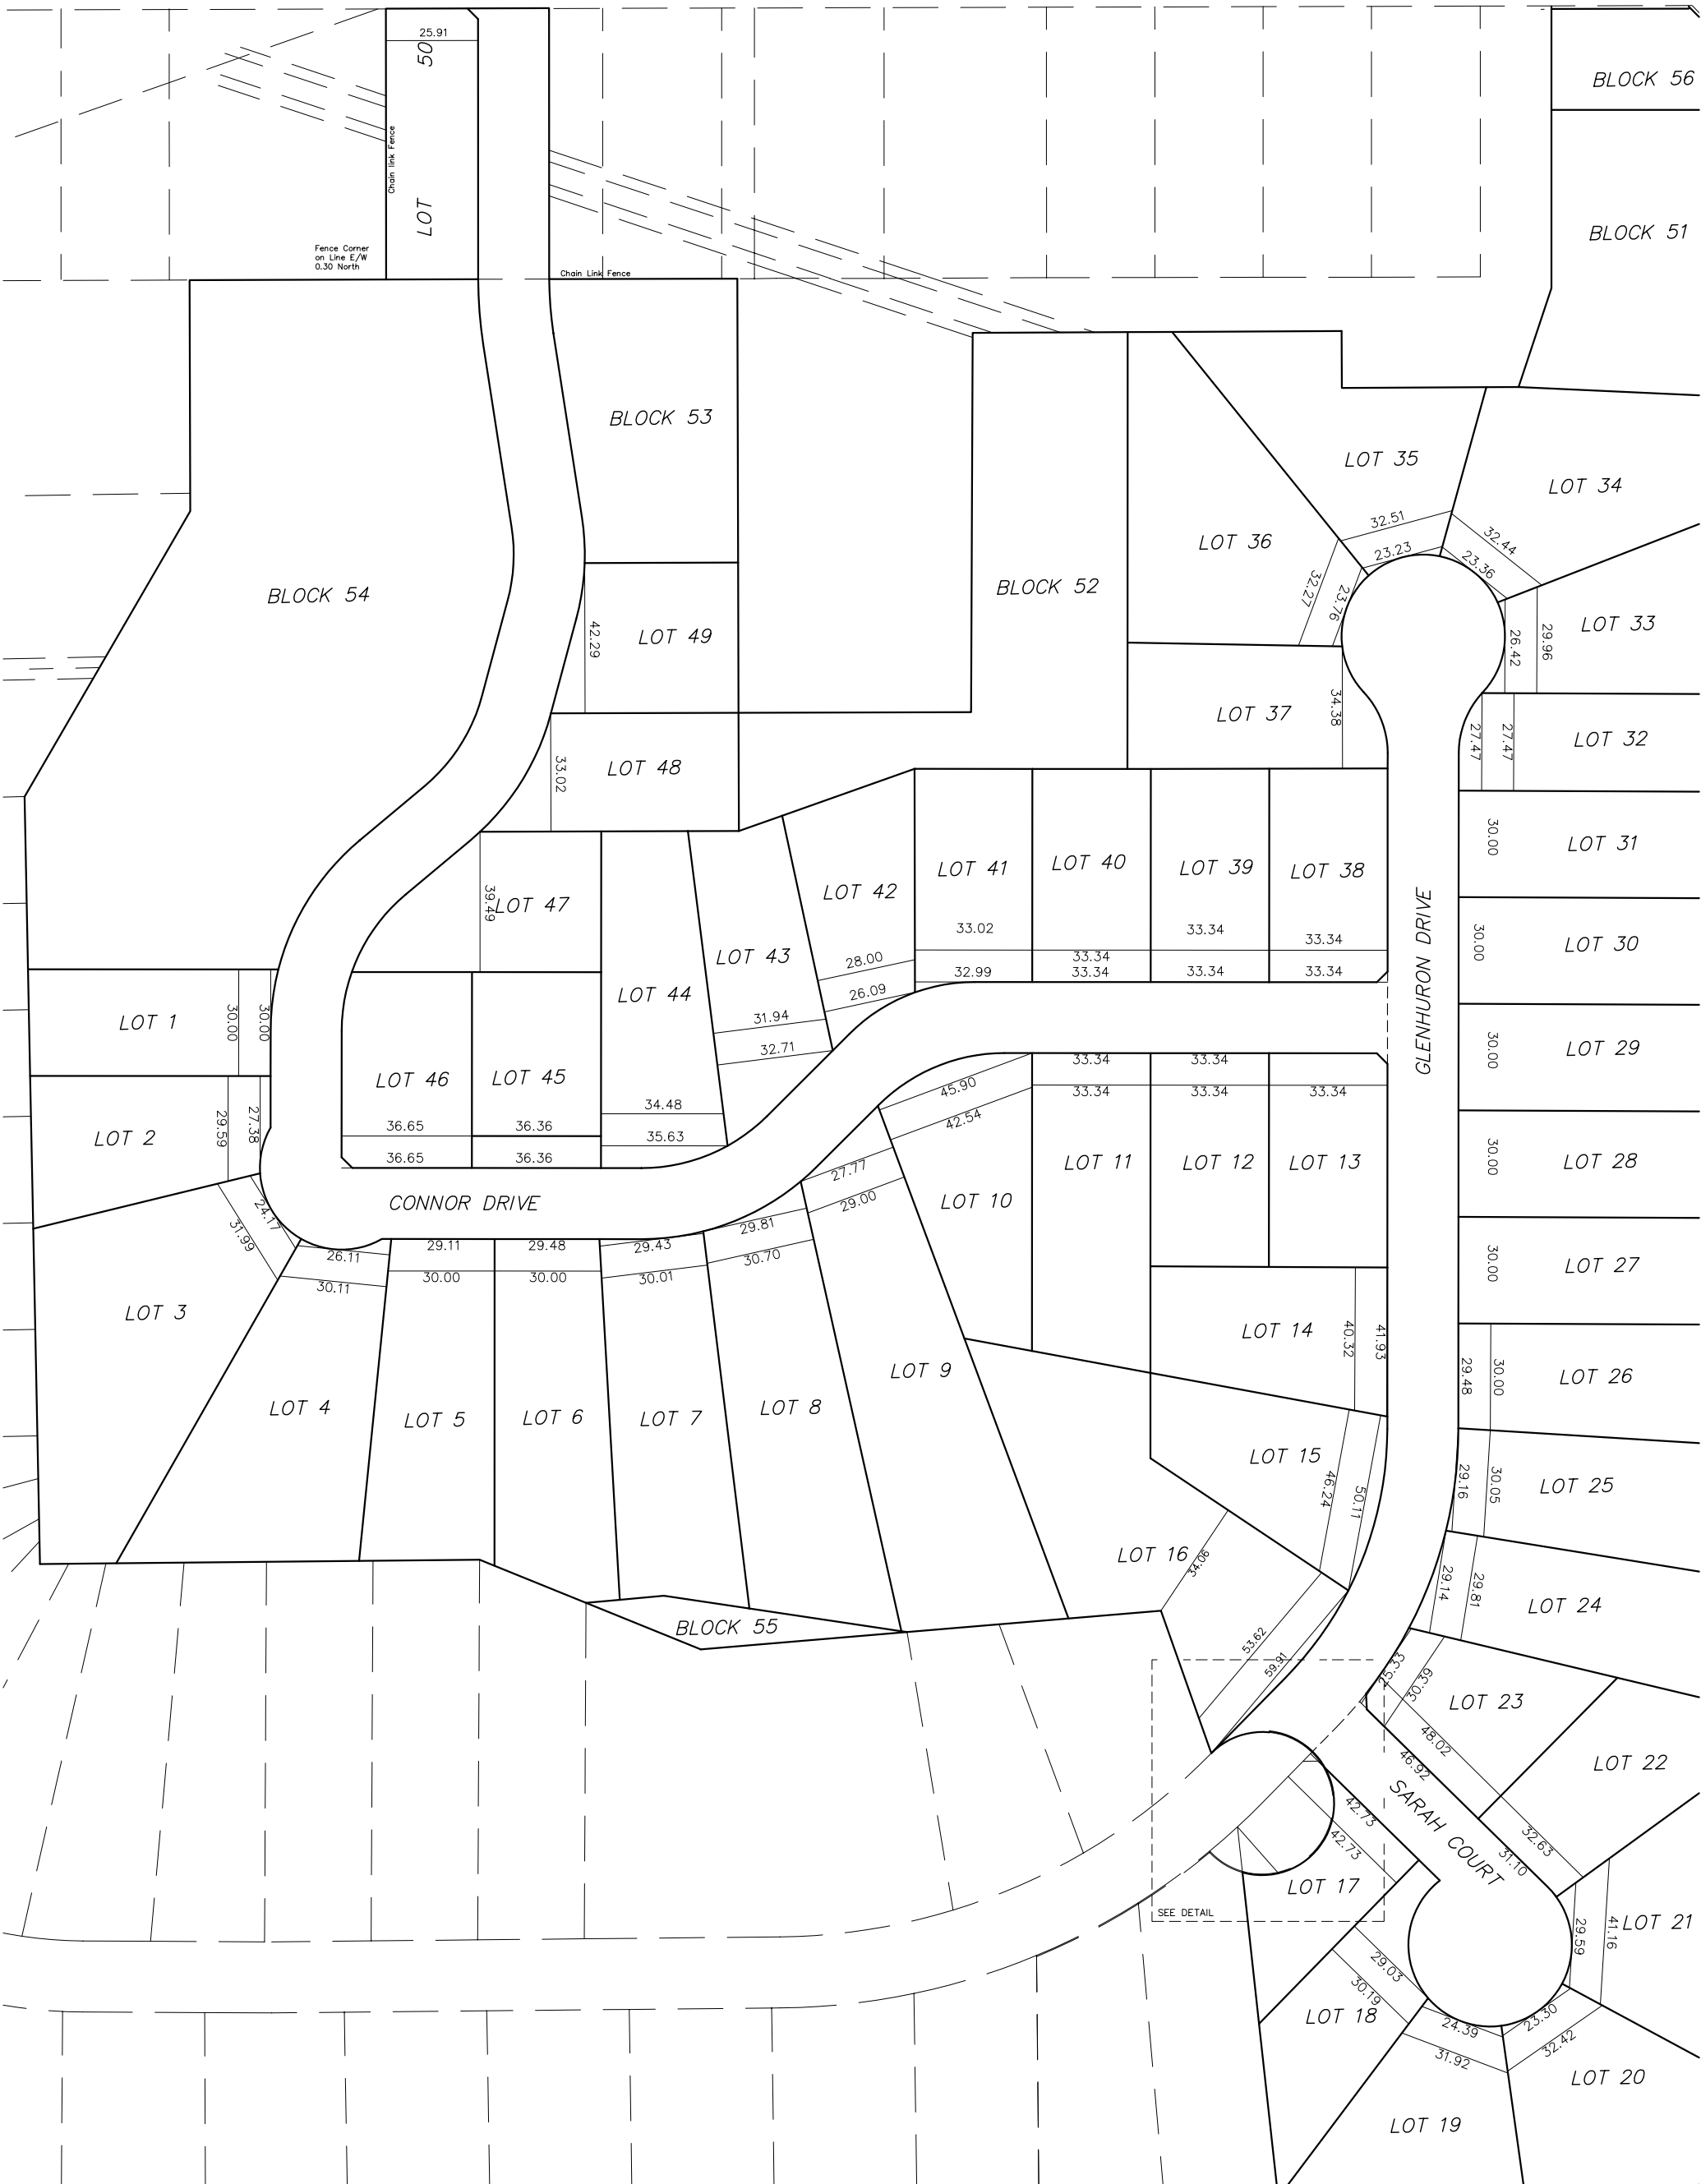 25.91
LOT 50
Chain link Fence
Fence Corner
on Line E/W
0.30 North
Chain Link Fence
BLOCK 56
BLOCK 51
BLOCK 53
BLOCK 54
LOT 49
42.29
LOT 48
33.02
BLOCK 52
LOT 35
32.51
23.23
LOT 34
32.44
23.36
LOT 36
32.27
23.76
LOT 33
26.42
29.96
LOT 37
34.38
LOT 32
27.47
27.47
LOT 31
30.00
LOT 30
30.00
LOT 29
30.00
LOT 28
30.00
LOT 27
30.00
LOT 26
29.48
30.00
LOT 25
29.16
30.05
LOT 24
29.14
29.81
GLENHURON DRIVE
LOT 47
39.49
LOT 44
34.48
35.63
LOT 43
31.94
32.71
LOT 42
28.00
26.09
LOT 41
33.02
32.99
LOT 40
33.34
33.34
LOT 39
33.34
33.34
LOT 38
33.34
33.34
LOT 1
30.00
30.00
LOT 2
29.59
27.38
LOT 46
36.65
36.65
LOT 45
36.36
36.36
CONNOR DRIVE
LOT 3
24.17
31.99
LOT 4
26.11
30.11
LOT 5
29.11
30.00
LOT 6
29.48
30.00
LOT 7
29.43
30.01
LOT 8
29.81
30.70
LOT 9
27.77
29.00
LOT 10
45.90
42.54
LOT 11
33.34
33.34
LOT 12
33.34
33.34
LOT 13
33.34
LOT 14
40.32
41.93
LOT 15
46.24
50.11
LOT 16
34.06
53.62
59.91
BLOCK 55
LOT 23
25.33
30.39
48.02
46.92
LOT 22
32.63
31.10
SARAH COURT
LOT 17
42.73
42.73
SEE DETAIL
LOT 21
29.59
41.16
LOT 18
29.03
30.19
LOT 19
24.39
31.92
LOT 20
23.30
32.42